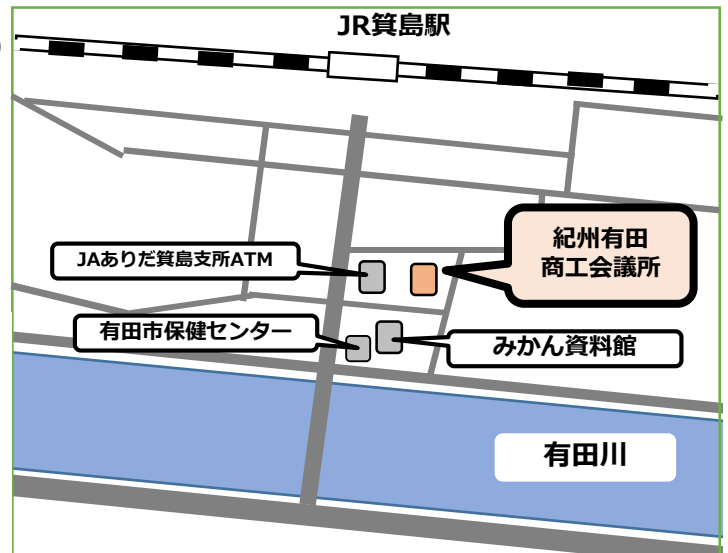 JR箕島駅
紀州有田
商工会議所
JAありだ箕島支所ATM
有田市保健センター
みかん資料館
有田川